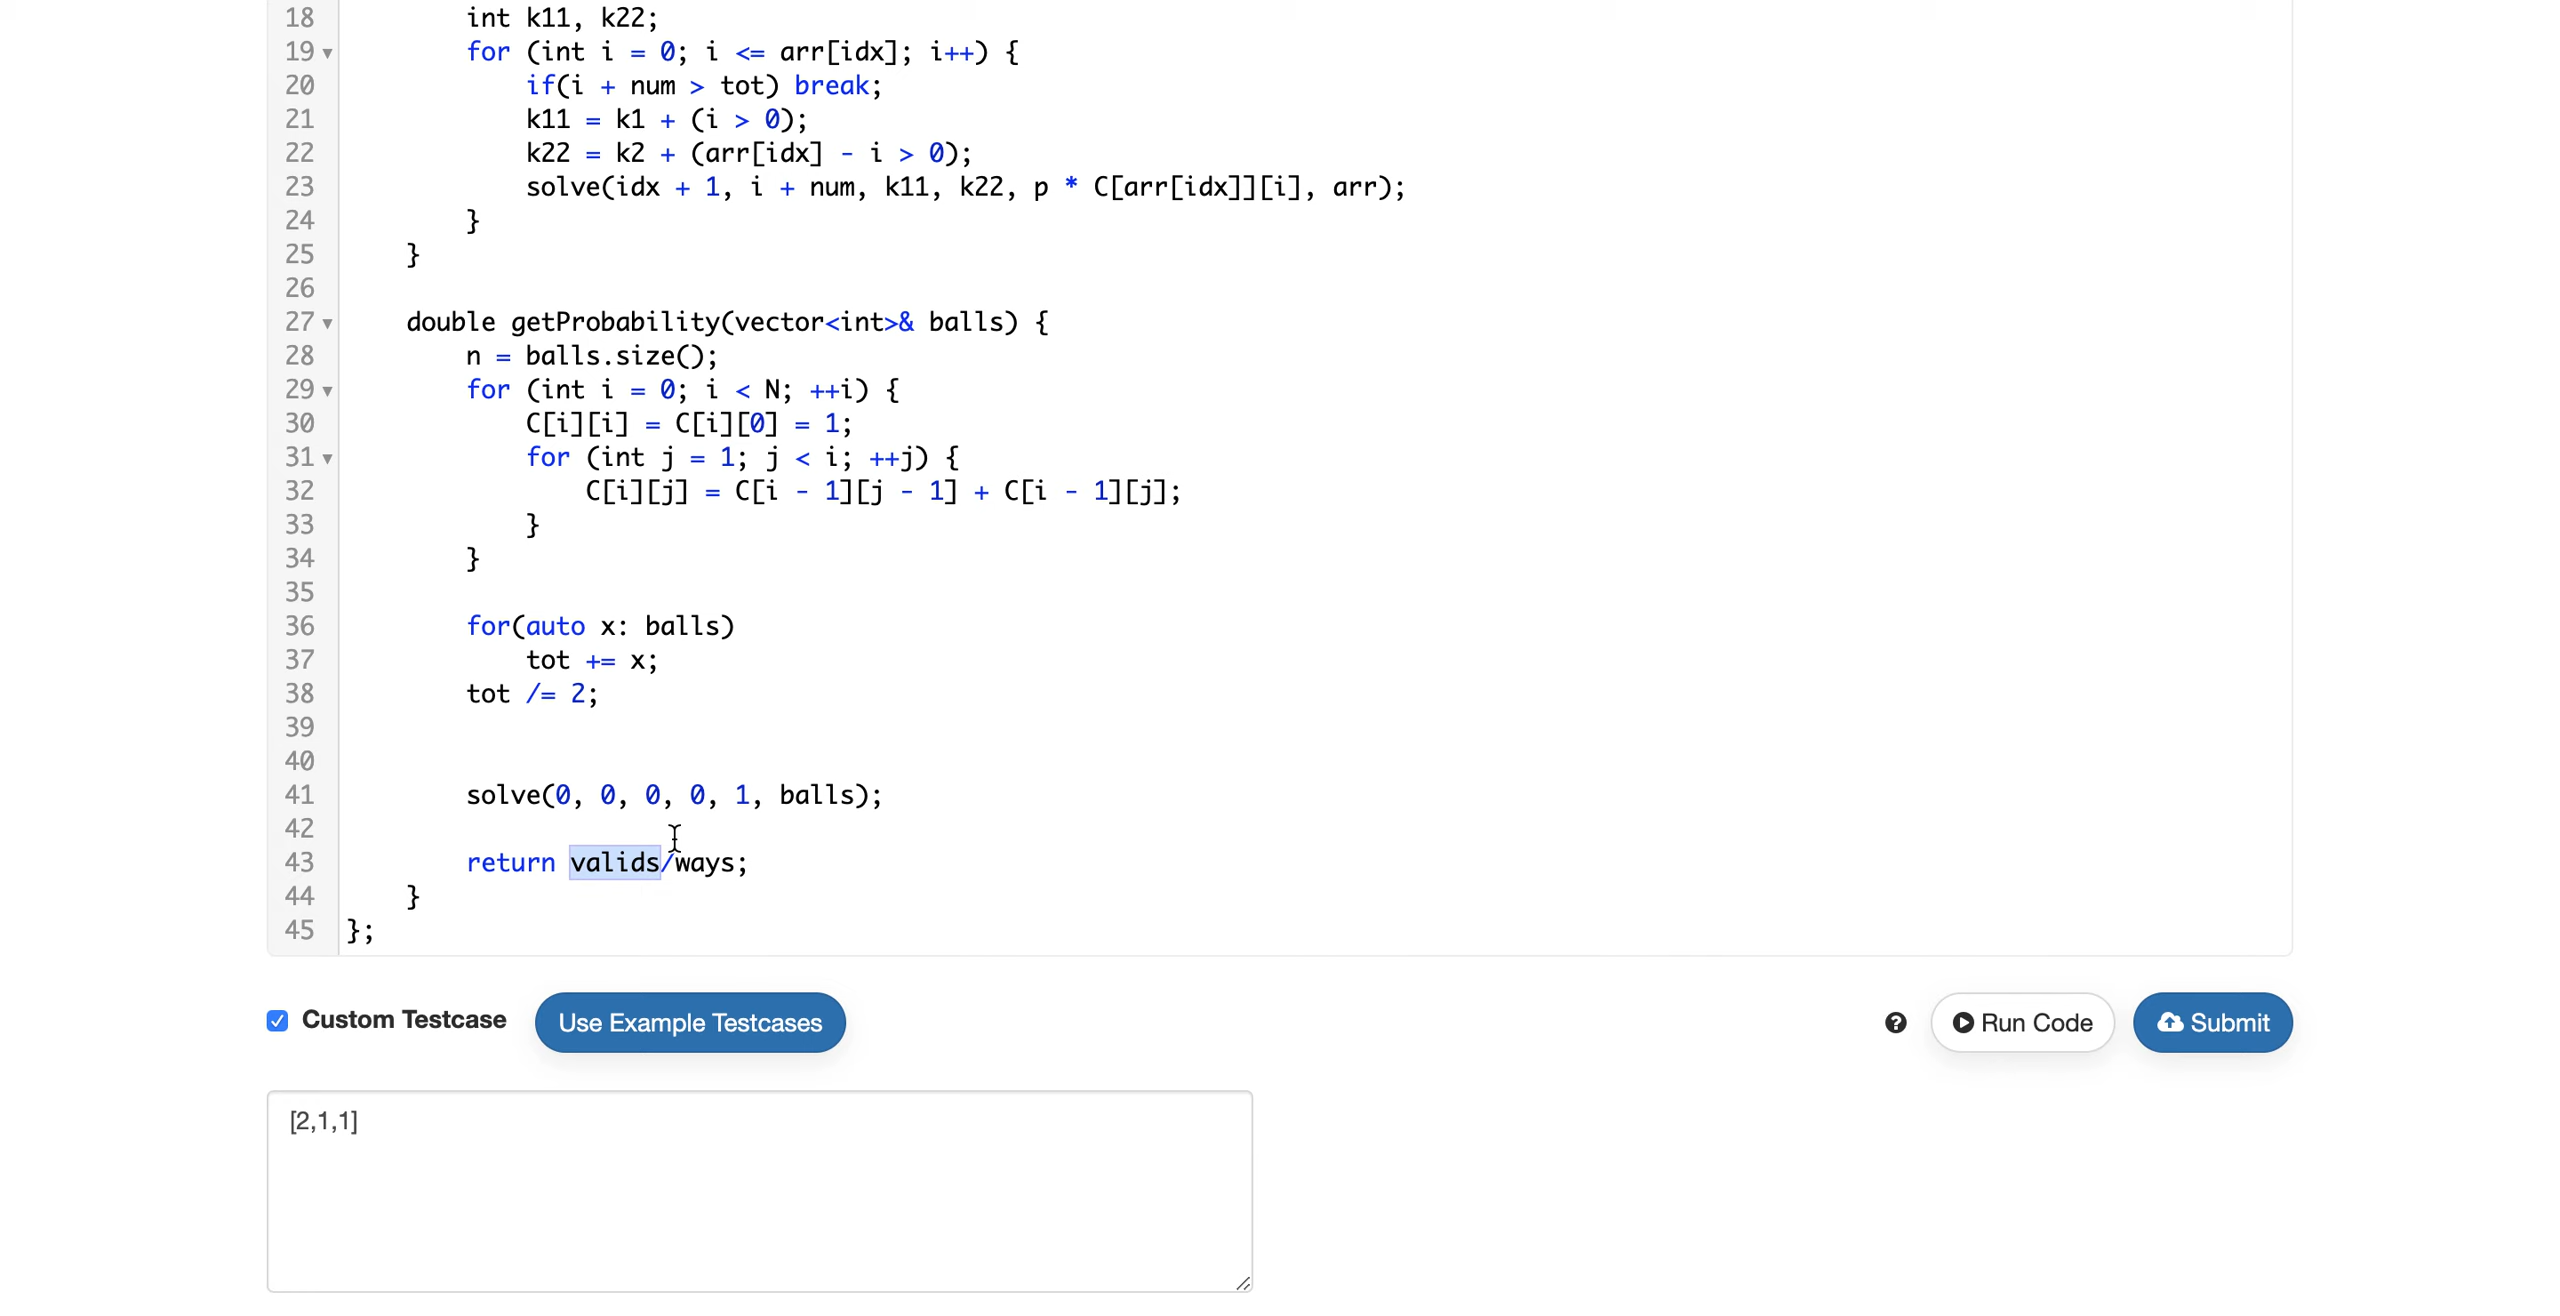 18 int k11, k22;
19 for (int i = 0; i <= arr[idx]; i++) {
20 if(i + num > tot) break;
21 k11 = k1 + (i > 0);
22 k22 = k2 + (arr[idx] - i > 0);
23 solve(idx + 1, i + num, k11, k22, p * C[arr[idx]][i], arr);
24 }
25 }
26
27 double getProbability(vector<int>& balls) {
28 n = balls.size();
29 for (int i = 0; i < N; ++i) {
30 C[i][i] = C[i][0] = 1;
31 for (int j = 1; j < i; ++j) {
32 C[i][j] = C[i - 1][j - 1] + C[i - 1][j];
33 }
34 }
35
36 for(auto x: balls)
37 tot += x;
38 tot /= 2;
39
40
41 solve(0, 0, 0, 0, 1, balls);
42
43 return valids/ways;
44 }
45 };
Custom Testcase Use Example Testcases Run Code Submit
[2,1,1]